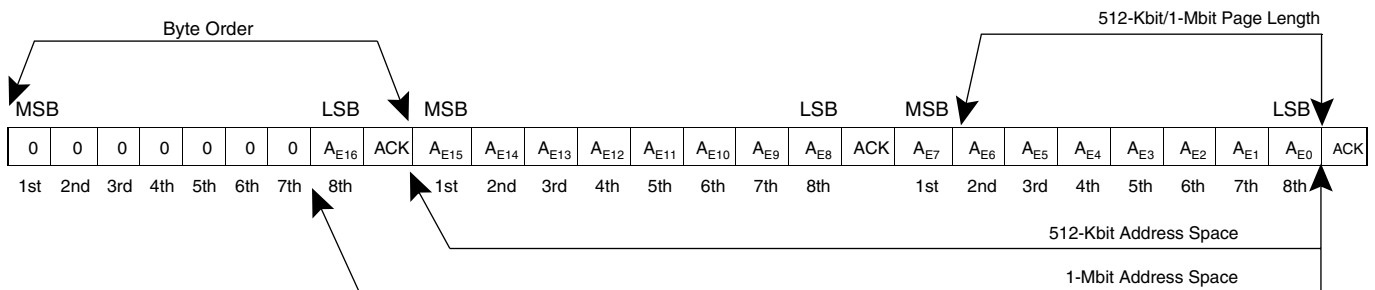 512-Kbit/1-Mbit Page Length
Byte Order
MSB LSB MSB LSB MSB LSB
0 0 0 0 0 0 0 AE16 ACK AE15 AE14 AE13 AE12 AE11 AE10 AE9 AE8 ACK AE7 AE6 AE5 AE4 AE3 AE2 AE1 AE0 ACK
1st 2nd 3rd 4th 5th 6th 7th 8th 1st 2nd 3rd 4th 5th 6th 7th 8th 1st 2nd 3rd 4th 5th 6th 7th 8th
512-Kbit Address Space
1-Mbit Address Space